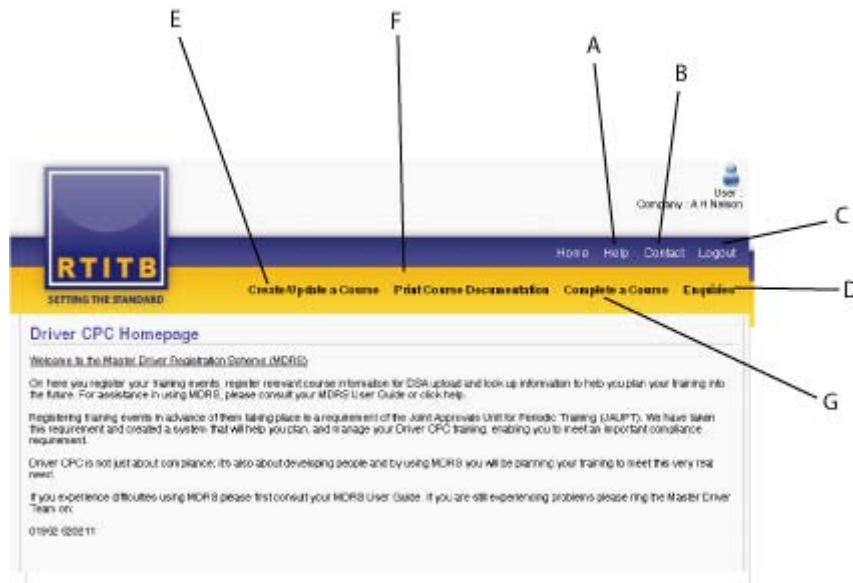 E
F
A
B
User :
Company : A H Nelson
C
Home Help Contact Logout
RTITB
SETTING THE STANDARD
Create/Update a Course Print Course Documentation Complete a Course Enquiries
D
Driver CPC Homepage
Welcome to the Master Driver Registration Scheme (MDRS)
On here you register your training events, register relevant course information for DSA upload and look up information to help you plan your training into
the future. For assistance in using MDRS, please consult your MDRS User Guide or click help.
G
Registering training events in advance of them taking place is a requirement of the Joint Approvals Unit for Periodic Training (JAUPT). We have taken
this requirement and created a system that will help you plan, and manage your Driver CPC training, enabling you to meet an important compliance
requirement.
Driver CPC is not just about compliance; it's also about developing people and by using MDRS you will be planning your training to meet this very real
need.
If you experience difficulties using MDRS please first consult your MDRS User Guide. If you are still experiencing problems please ring the Master Driver
Team on:
01952 520211